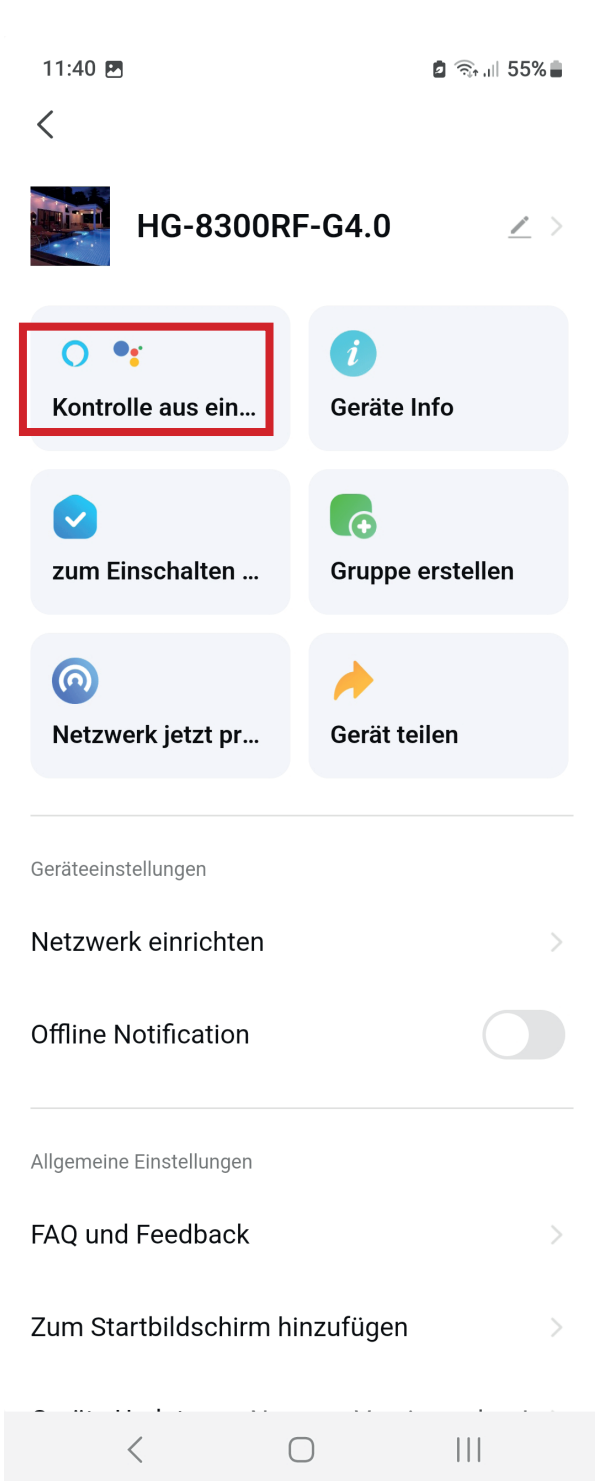 11:40 55%
HG-8300RF-G4.0
Kontrolle aus ein...
Geräte Info
zum Einschalten ...
Gruppe erstellen
Netzwerk jetzt pr...
Gerät teilen
Geräteeinstellungen
Netzwerk einrichten
Offline Notification
Allgemeine Einstellungen
FAQ und Feedback
Zum Startbildschirm hinzufügen